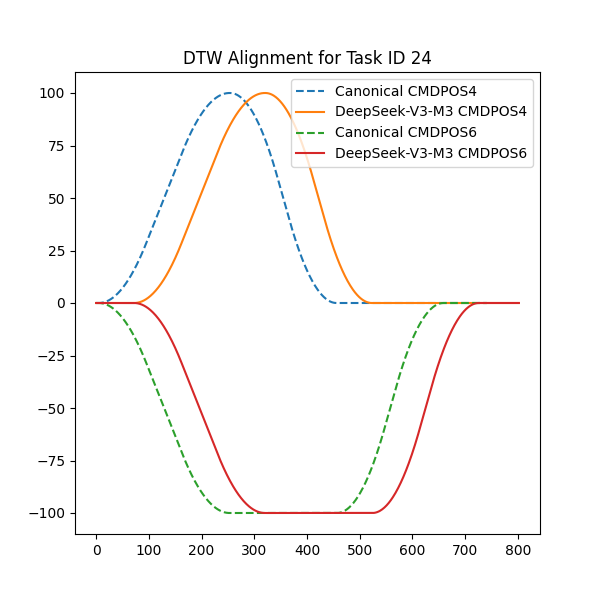 DTW Alignment for Task ID 24
Canonical CMDPOS4
DeepSeek-V3-M3 CMDPOS4
Canonical CMDPOS6
DeepSeek-V3-M3 CMDPOS6
100
75
50
25
0
−25
−50
−75
−100
0 100 200 300 400 500 600 700 800